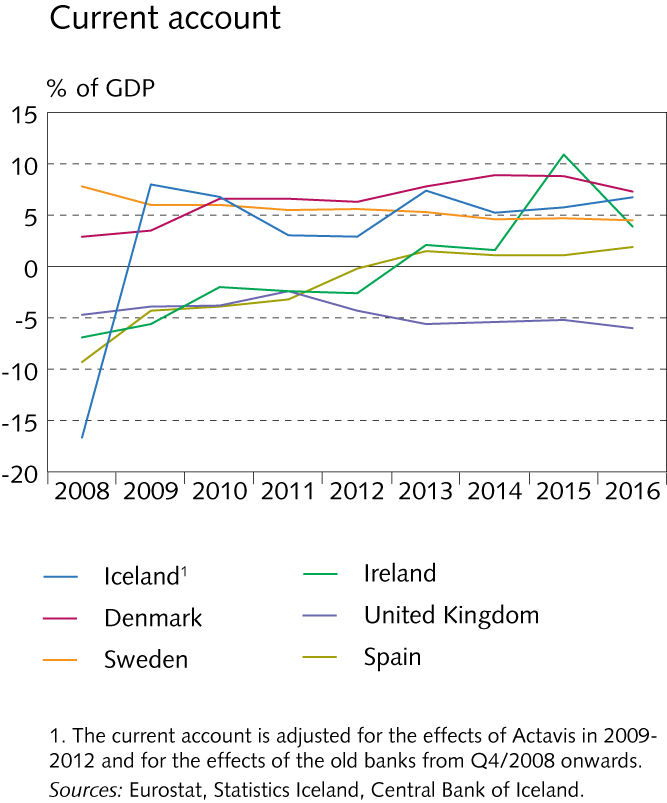 Current account
% of GDP
15
10
5
0
-5
-10
-15
-20
2008 2009 2010 2011 2012 2013 2014 2015 2016
Iceland¹
Denmark
Sweden
Ireland
United Kingdom
Spain
1. The current account is adjusted for the effects of Actavis in 2009-
2012 and for the effects of the old banks from Q4/2008 onwards.
Sources: Eurostat, Statistics Iceland, Central Bank of Iceland.